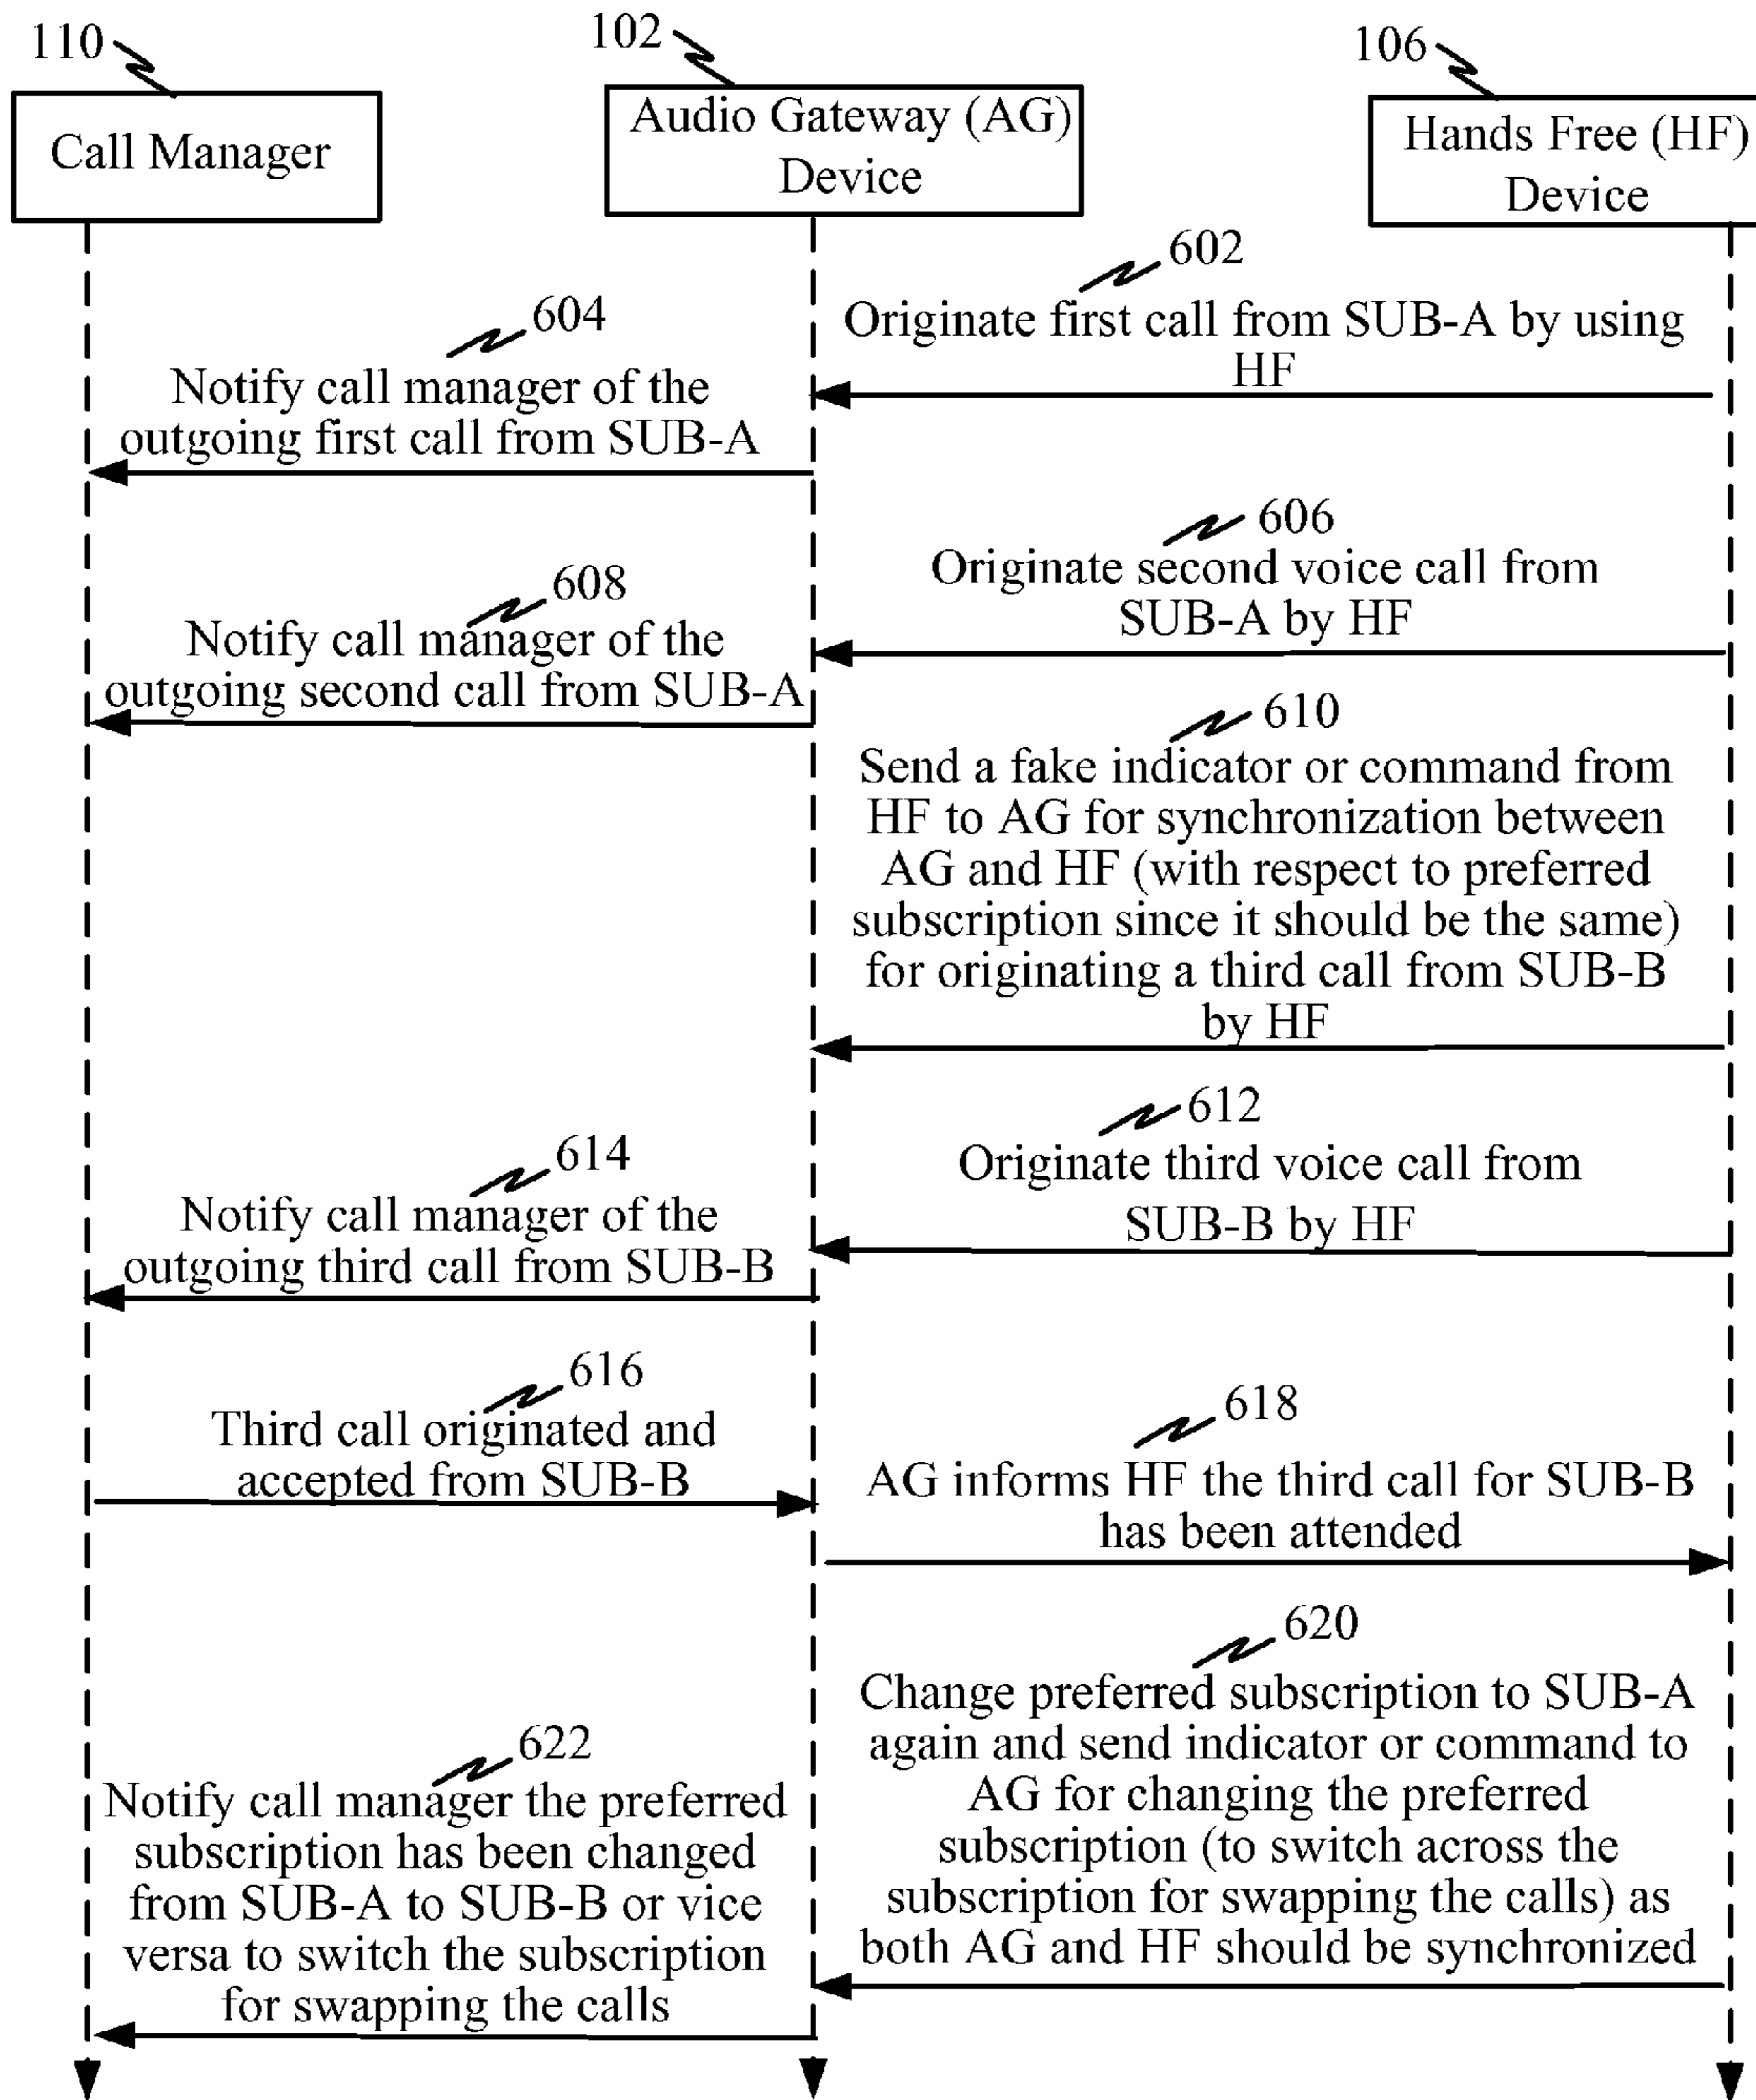 110
102
106
Call Manager
Audio Gateway (AG)
Device
Hands Free (HF)
Device
602
Originate first call from SUB-A by using
HF
604
Notify call manager of the
outgoing first call from SUB-A
606
Originate second voice call from
SUB-A by HF
608
Notify call manager of the
outgoing second call from SUB-A
610
Send a fake indicator or command from
HF to AG for synchronization between
AG and HF (with respect to preferred
subscription since it should be the same)
for originating a third call from SUB-B
by HF
612
Originate third voice call from
SUB-B by HF
614
Notify call manager of the
outgoing third call from SUB-B
616
Third call originated and
accepted from SUB-B
618
AG informs HF the third call for SUB-B
has been attended
620
Change preferred subscription to SUB-A
again and send indicator or command to
AG for changing the preferred
subscription (to switch across the
subscription for swapping the calls) as
both AG and HF should be synchronized
622
Notify call manager the preferred
subscription has been changed
from SUB-A to SUB-B or vice
versa to switch the subscription
for swapping the calls